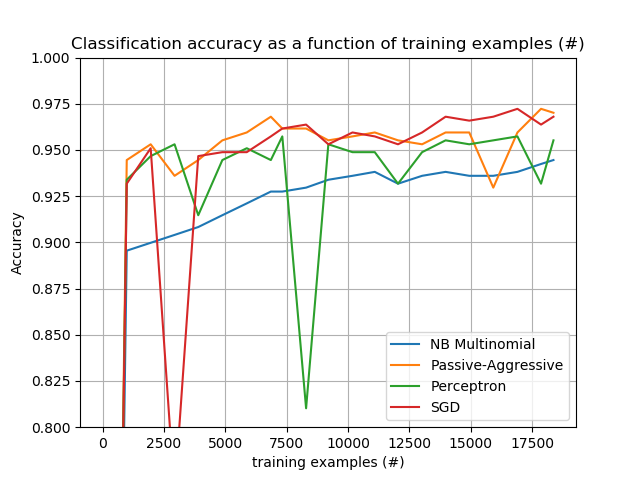 Classification accuracy as a function of training examples (#)
1.000
0.975
0.950
0.925
0.900
0.875
0.850
0.825
0.800
Accuracy
NB Multinomial
Passive-Aggressive
Perceptron
SGD
0 2500 5000 7500 10000 12500 15000 17500
training examples (#)